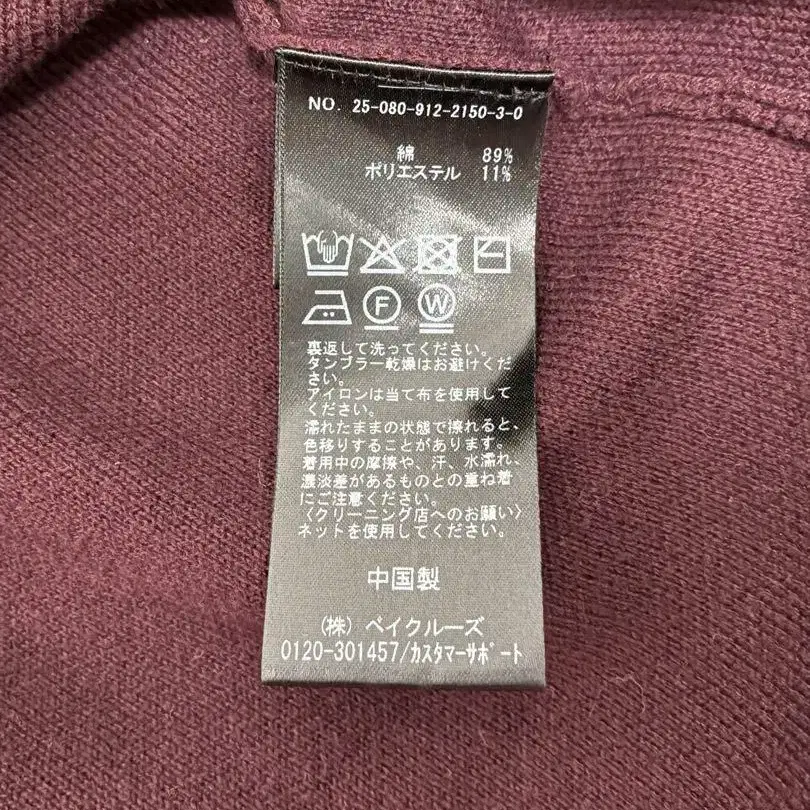 NO. 25-080-912-2150-3-0
綿 89%
ポリエステル 11%
F W
裏返して洗ってください。
タンブラー乾燥はお避けくだ
さい。
アイロンは当て布を使用して
ください。
濡れたままの状態で擦れると、
色移りすることがあります。
着用中の摩擦や、汗、水濡れ、
濃淡差があるものとの重ね着
にご注意ください。
〈クリーニング店へのお願い〉
ネットを使用してください。
中国製
(株) ベイクルーズ
0120-301457/カスタマーサポート